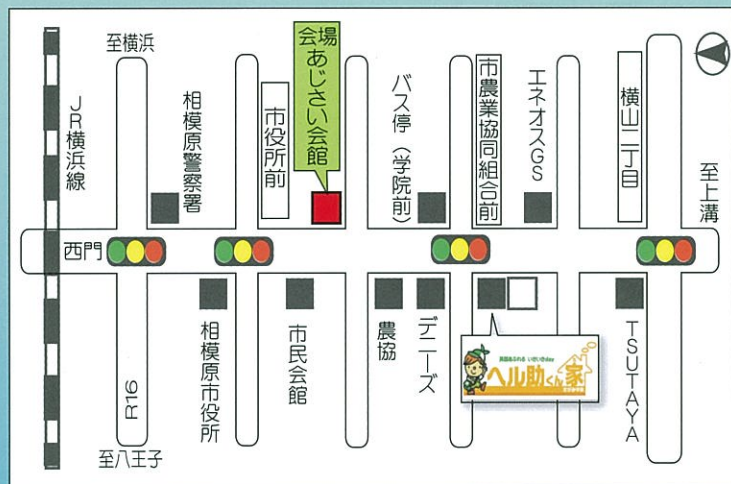 至横浜
会場
あじさい会館
JR横浜線
相模原警察署
市役所前
バス停（学院前）
市農業協同組合前
エネオスGS
横山二丁目
至上溝
西門
R16
至八王子
相模原市役所
市民会館
農協
デニーズ
ヘル助くん家
TSUTAYA